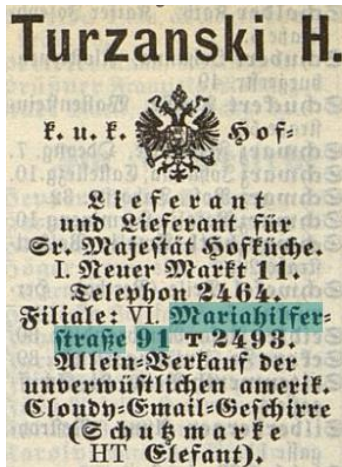 Turzanski H.
k. u. k. Hof-
Lieferant
und Lieferant für
Sr. Majestät Hofküche.
I. Neuer Markt 11.
Telephon 2464.
Filiale: VI. Mariahilfer-
straße 91 T 2493.
Allein-Verkauf der
unverwüstlichen amerik.
Cloudy-Email-Geschirre
(Schutzmarke
HT Elefant).